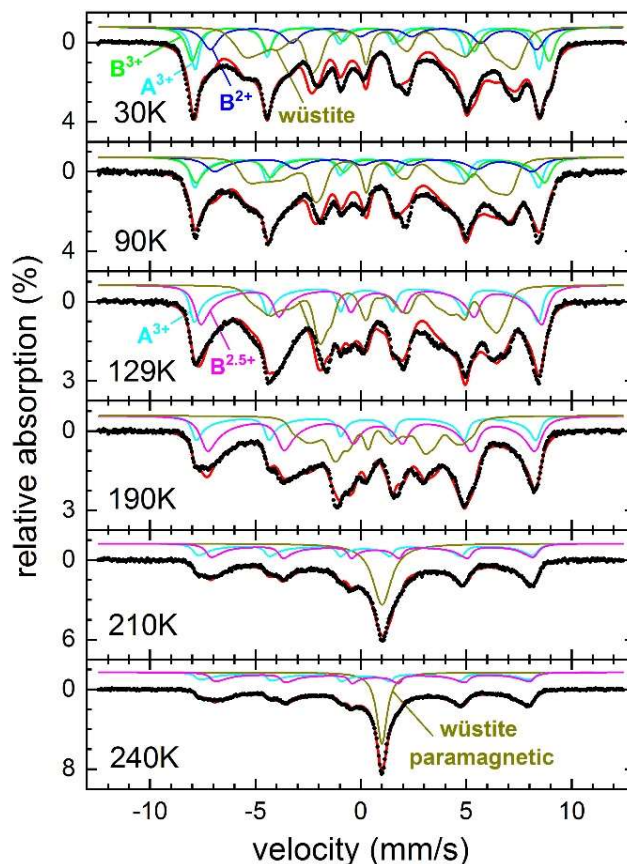 0
4
B3+
A3+
B2+
wüstite
30K
0
4
90K
0
3
A3+
B2.5+
129K
0
3
190K
0
6
210K
0
8
240K
wüstite
paramagnetic
-10
-5
0
5
10
velocity (mm/s)
relative absorption (%)